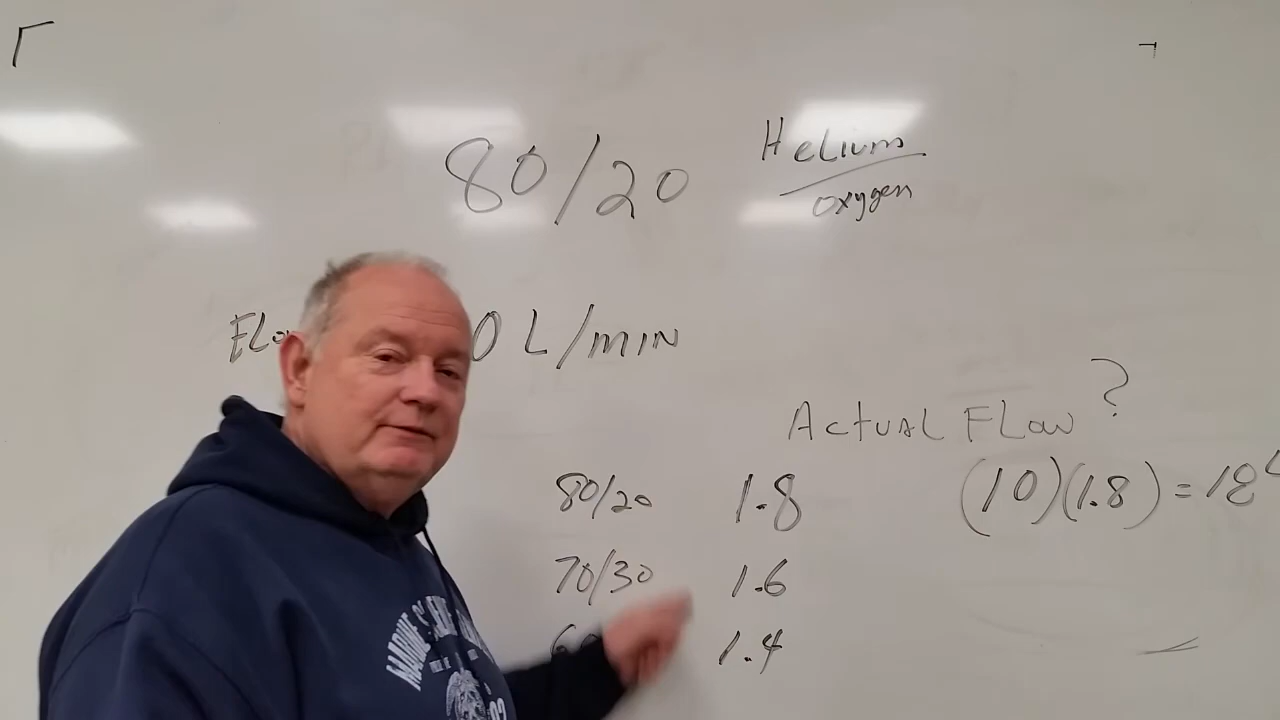 80/20 Helium
oxygen
0 L/min
Actual Flow ?
80/20 1.8 (10)(1.8) = 18
70/30 1.6
1.4